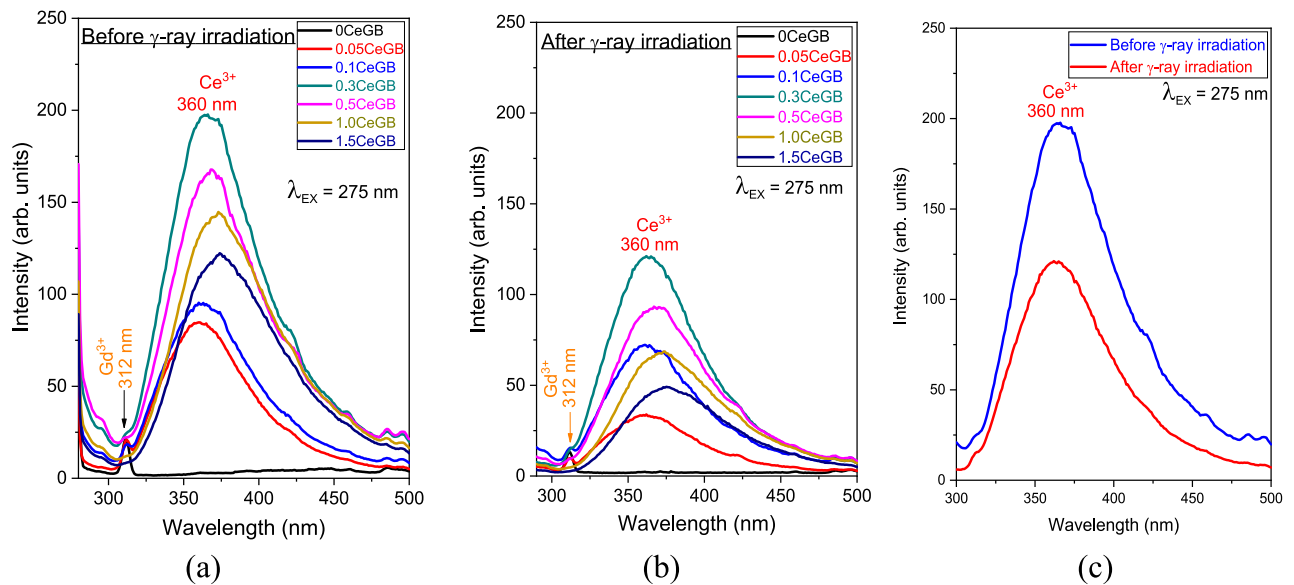 Before γ-ray irradiation
0CeGB
0.05CeGB
0.1CeGB
0.3CeGB
0.5CeGB
1.0CeGB
1.5CeGB
Ce³⁺
360 nm
λEX = 275 nm
Gd³⁺
312 nm
Intensity (arb. units)
250
200
150
100
50
0
300
350
400
450
500
Wavelength (nm)
(a)
After γ-ray irradiation
0CeGB
0.05CeGB
0.1CeGB
0.3CeGB
0.5CeGB
1.0CeGB
1.5CeGB
λEX = 275 nm
Ce³⁺
360 nm
Gd³⁺
312 nm
Intensity (arb. units)
250
200
150
100
50
0
300
350
400
450
500
Wavelength (nm)
(b)
Before γ-ray irradiation
After γ-ray irradiation
λEX = 275 nm
Ce³⁺
360 nm
Intensity (arb. units)
250
200
150
100
50
0
300
350
400
450
500
Wavelength (nm)
(c)